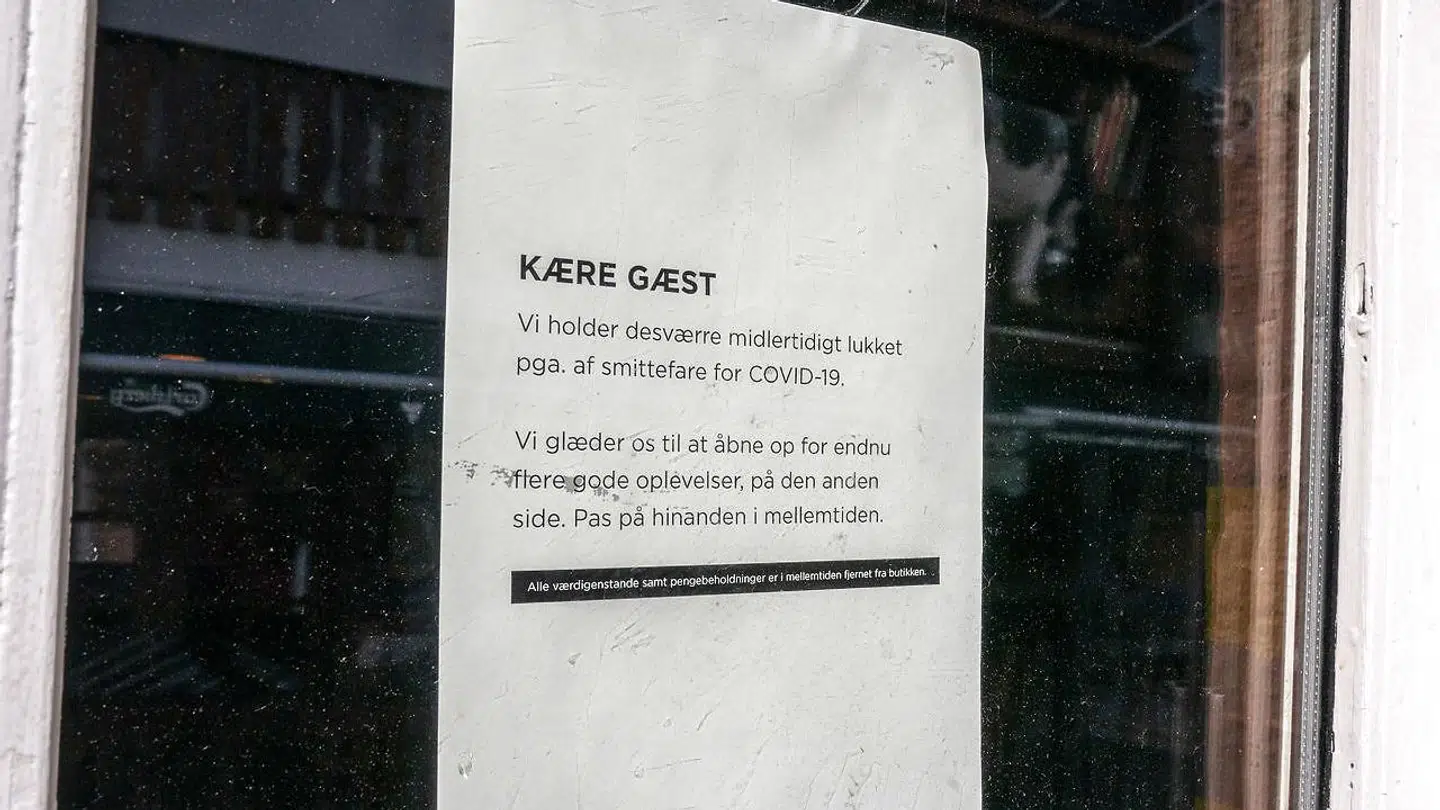 KÆRE GÆST
Vi holder desværre midlertidigt lukket
pga. af smittefare for COVID-19.
Vi glæder os til at åbne op for endnu
flere gode oplevelser, på den anden
side. Pas på hinanden i mellemtiden.
Alle værdigenstande samt pengebeholdninger er i mellemtiden fjernet fra butikken.